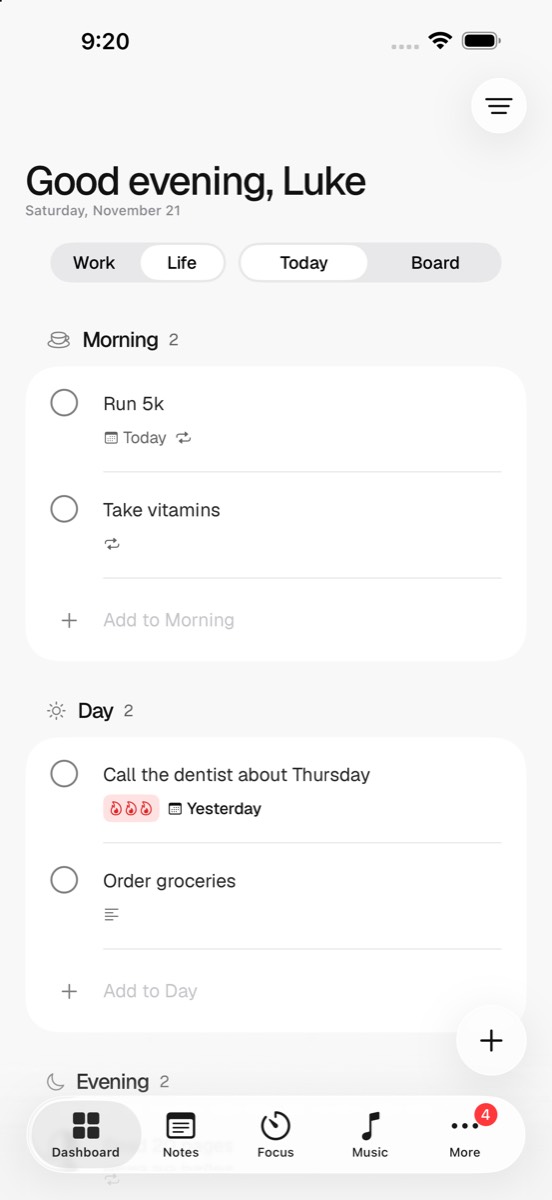 9:20
Good evening, Luke
Saturday, November 21
Work Life Today Board
Morning 2
Run 5k
Today
Take vitamins
Add to Morning
Day 2
Call the dentist about Thursday
Yesterday
Order groceries
Add to Day
Evening 2
4
Dashboard Notes Focus Music More